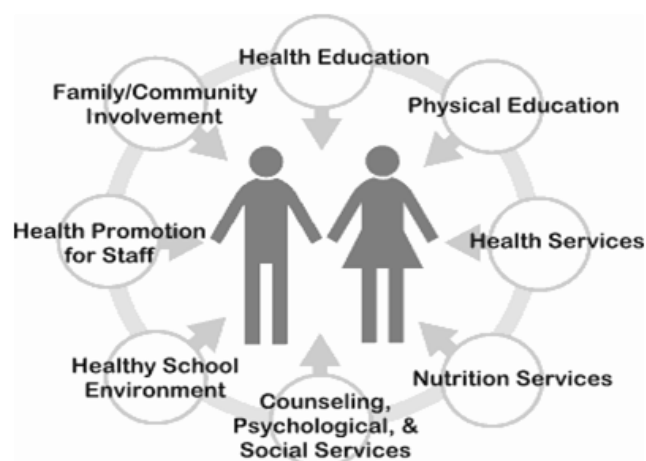 Health Education
Physical Education
Health Services
Nutrition Services
Counseling,
Psychological, &
Social Services
Healthy School
Environment
Health Promotion
for Staff
Family/Community
Involvement